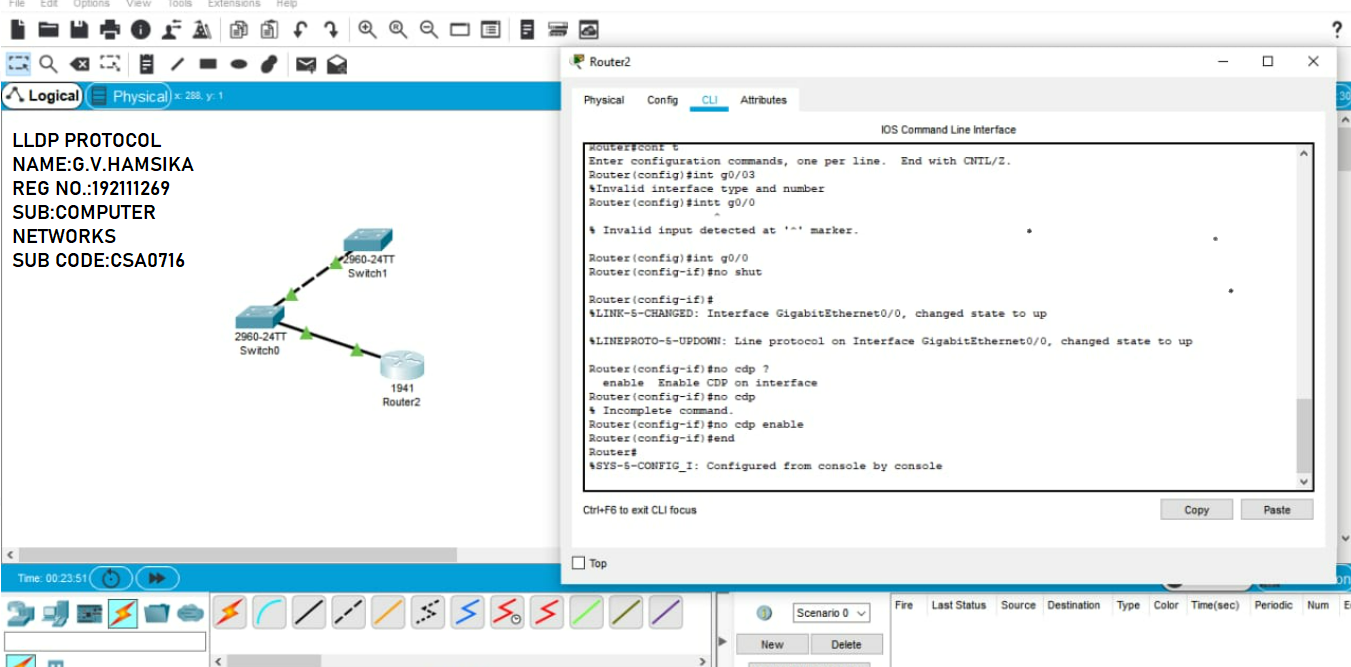 File Edit Options View Tools Extensions Help
?
Router2
Logical
Physical
x: 288, y: 1
Physical Config CLI Attributes
IOS Command Line Interface
LLDP PROTOCOL
NAME:G.V.HAMSIKA
REG NO.:192111269
SUB:COMPUTER
NETWORKS
SUB CODE:CSA0716
2960-24TT
Switch1
2960-24TT
Switch0
1941
Router2
Router#conf t
Enter configuration commands, one per line.  End with CNTL/Z.
Router(config)#int g0/03
%Invalid interface type and number
Router(config)#intt g0/0
^
% Invalid input detected at '^' marker.
Router(config)#int g0/0
Router(config-if)#no shut
Router(config-if)#
%LINK-5-CHANGED: Interface GigabitEthernet0/0, changed state to up
%LINEPROTO-5-UPDOWN: Line protocol on Interface GigabitEthernet0/0, changed state to up
Router(config-if)#no cdp ?
enable  Enable CDP on interface
Router(config-if)#no cdp
% Incomplete command.
Router(config-if)#no cdp enable
Router(config-if)#end
Router#
%SYS-5-CONFIG_I: Configured from console by console
Ctrl+F6 to exit CLI focus
Copy
Paste
Top
Time: 00:23:51
Scenario 0
New
Delete
Fire Last Status Source Destination Type Color Time(sec) Periodic Num